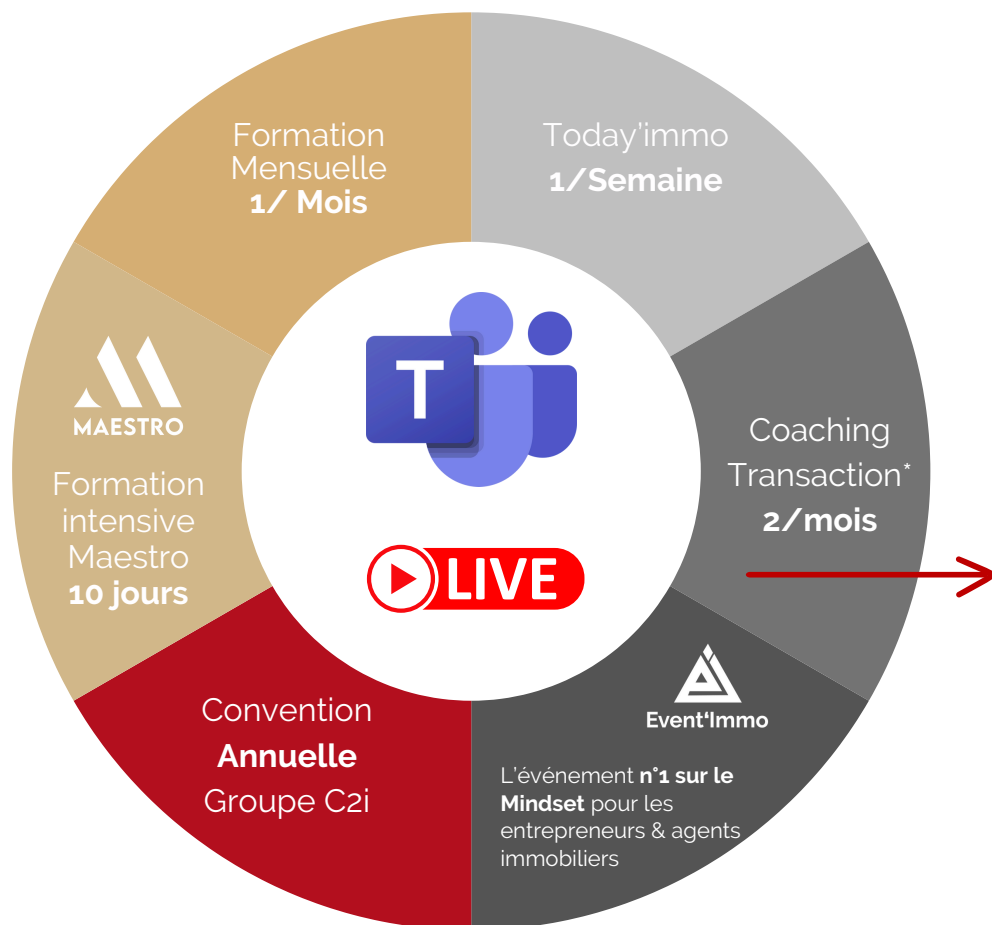 Formation
Mensuelle
1/ Mois
Today'immo
1/Semaine
MAESTRO
Formation
intensive
Maestro
10 jours
T
LIVE
Coaching
Transaction*
2/mois
Convention
Annuelle
Groupe C2i
Event'Immo
L'événement n°1 sur le
Mindset pour les
entrepreneurs & agents
immobiliers